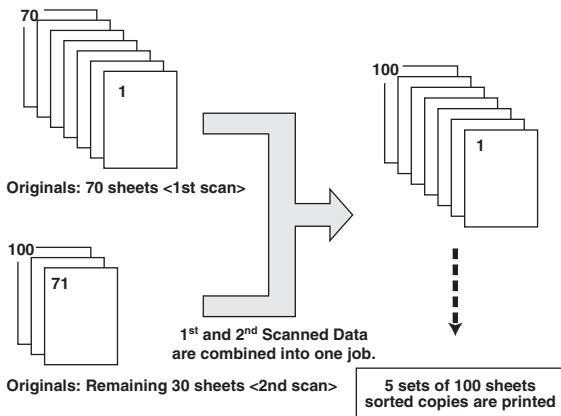 70
1
Originals: 70 sheets <1st scan>
100
71
Originals: Remaining 30 sheets <2nd scan>
1st and 2nd Scanned Data
are combined into one job.
100
1
5 sets of 100 sheets
sorted copies are printed